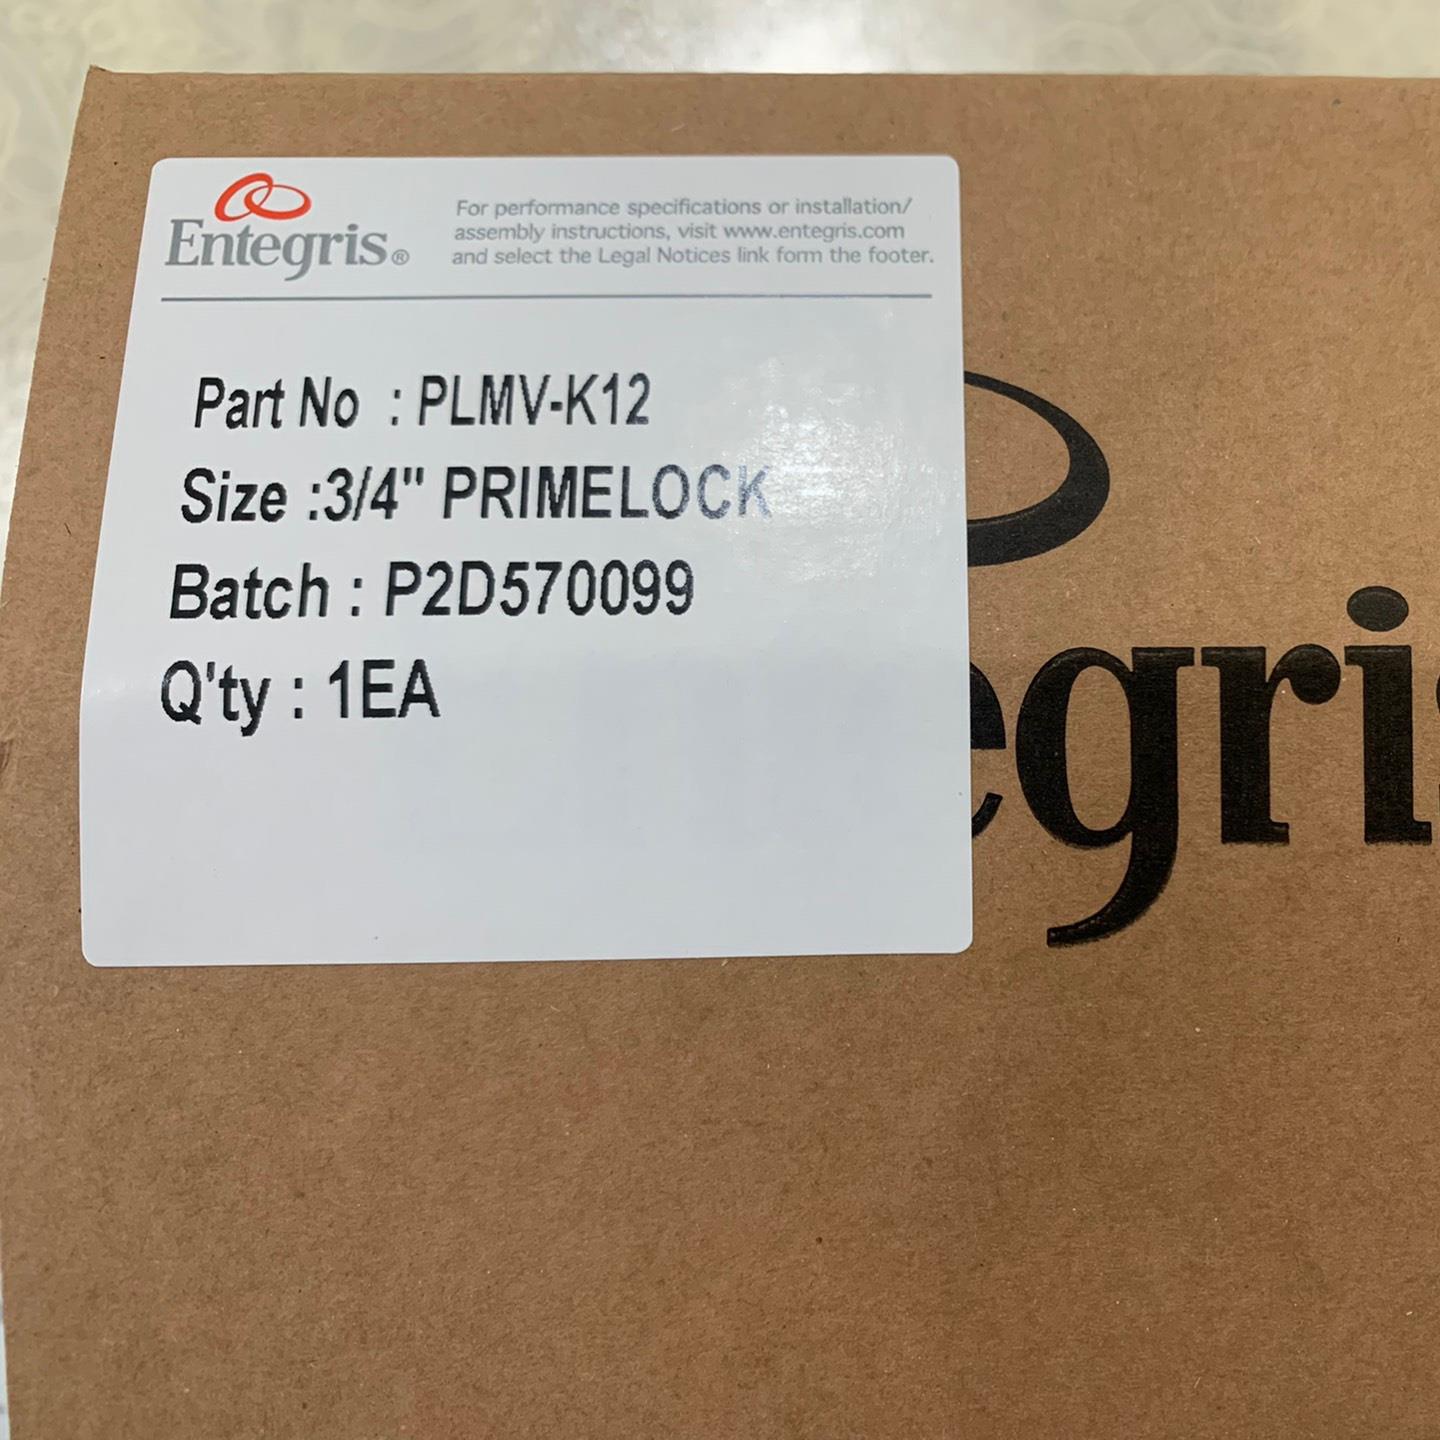 Entegris®
For performance specifications or installation/
assembly instructions, visit www.entegris.com
and select the Legal Notices link form the footer.
Part No : PLMV-K12
Size :3/4" PRIMELOCK
Batch : P2D570099
Q'ty : 1EA
egris